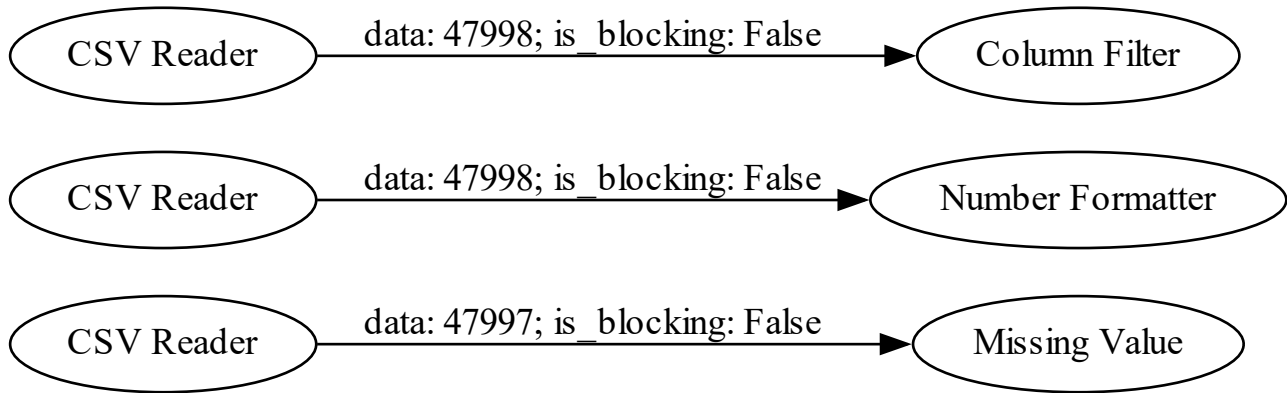 CSV Reader data: 47998; is_blocking: False Column Filter
CSV Reader data: 47998; is_blocking: False Number Formatter
CSV Reader data: 47997; is_blocking: False Missing Value